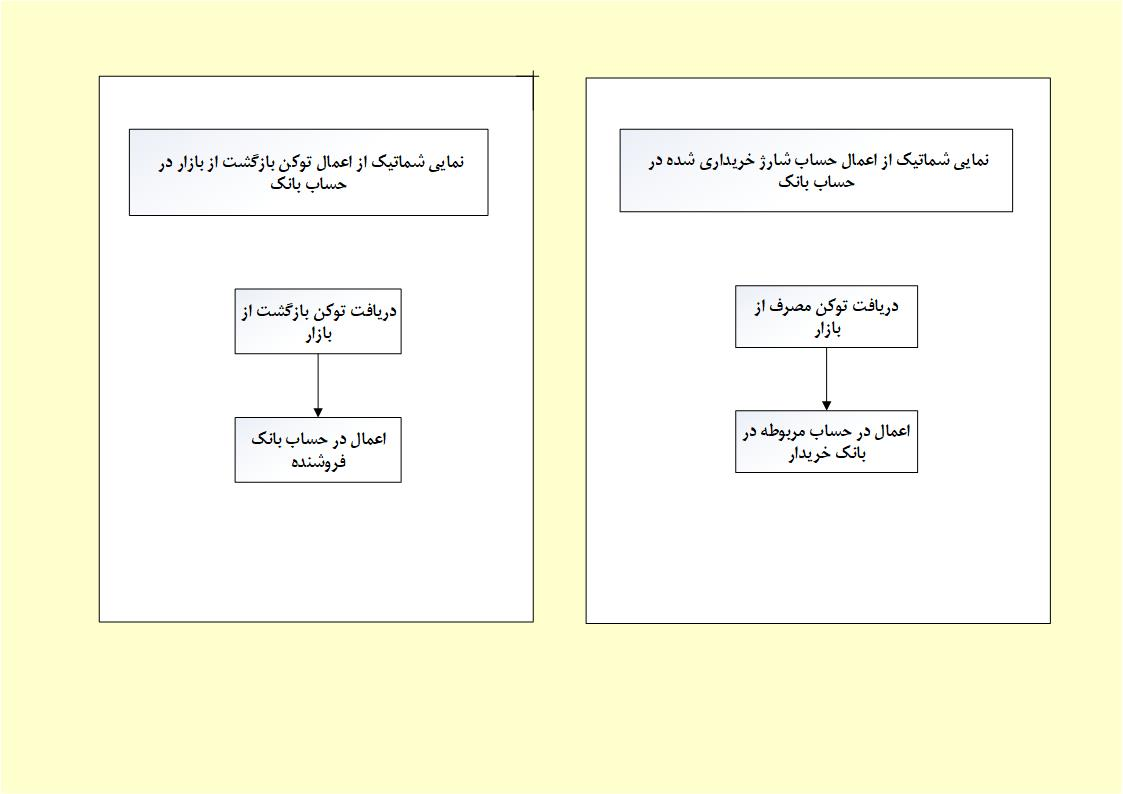 نمایی شماتیک از اعمال حساب شارژ خریداری شده در
حساب بانک
دریافت توکن مصرف از
بازار
اعمال در حساب مربوطه در
بانک خریدار
نمایی شماتیک از اعمال توکن بازگشت از بازار در
حساب بانک
دریافت توکن بازگشت از
بازار
اعمال در حساب بانک
فروشنده